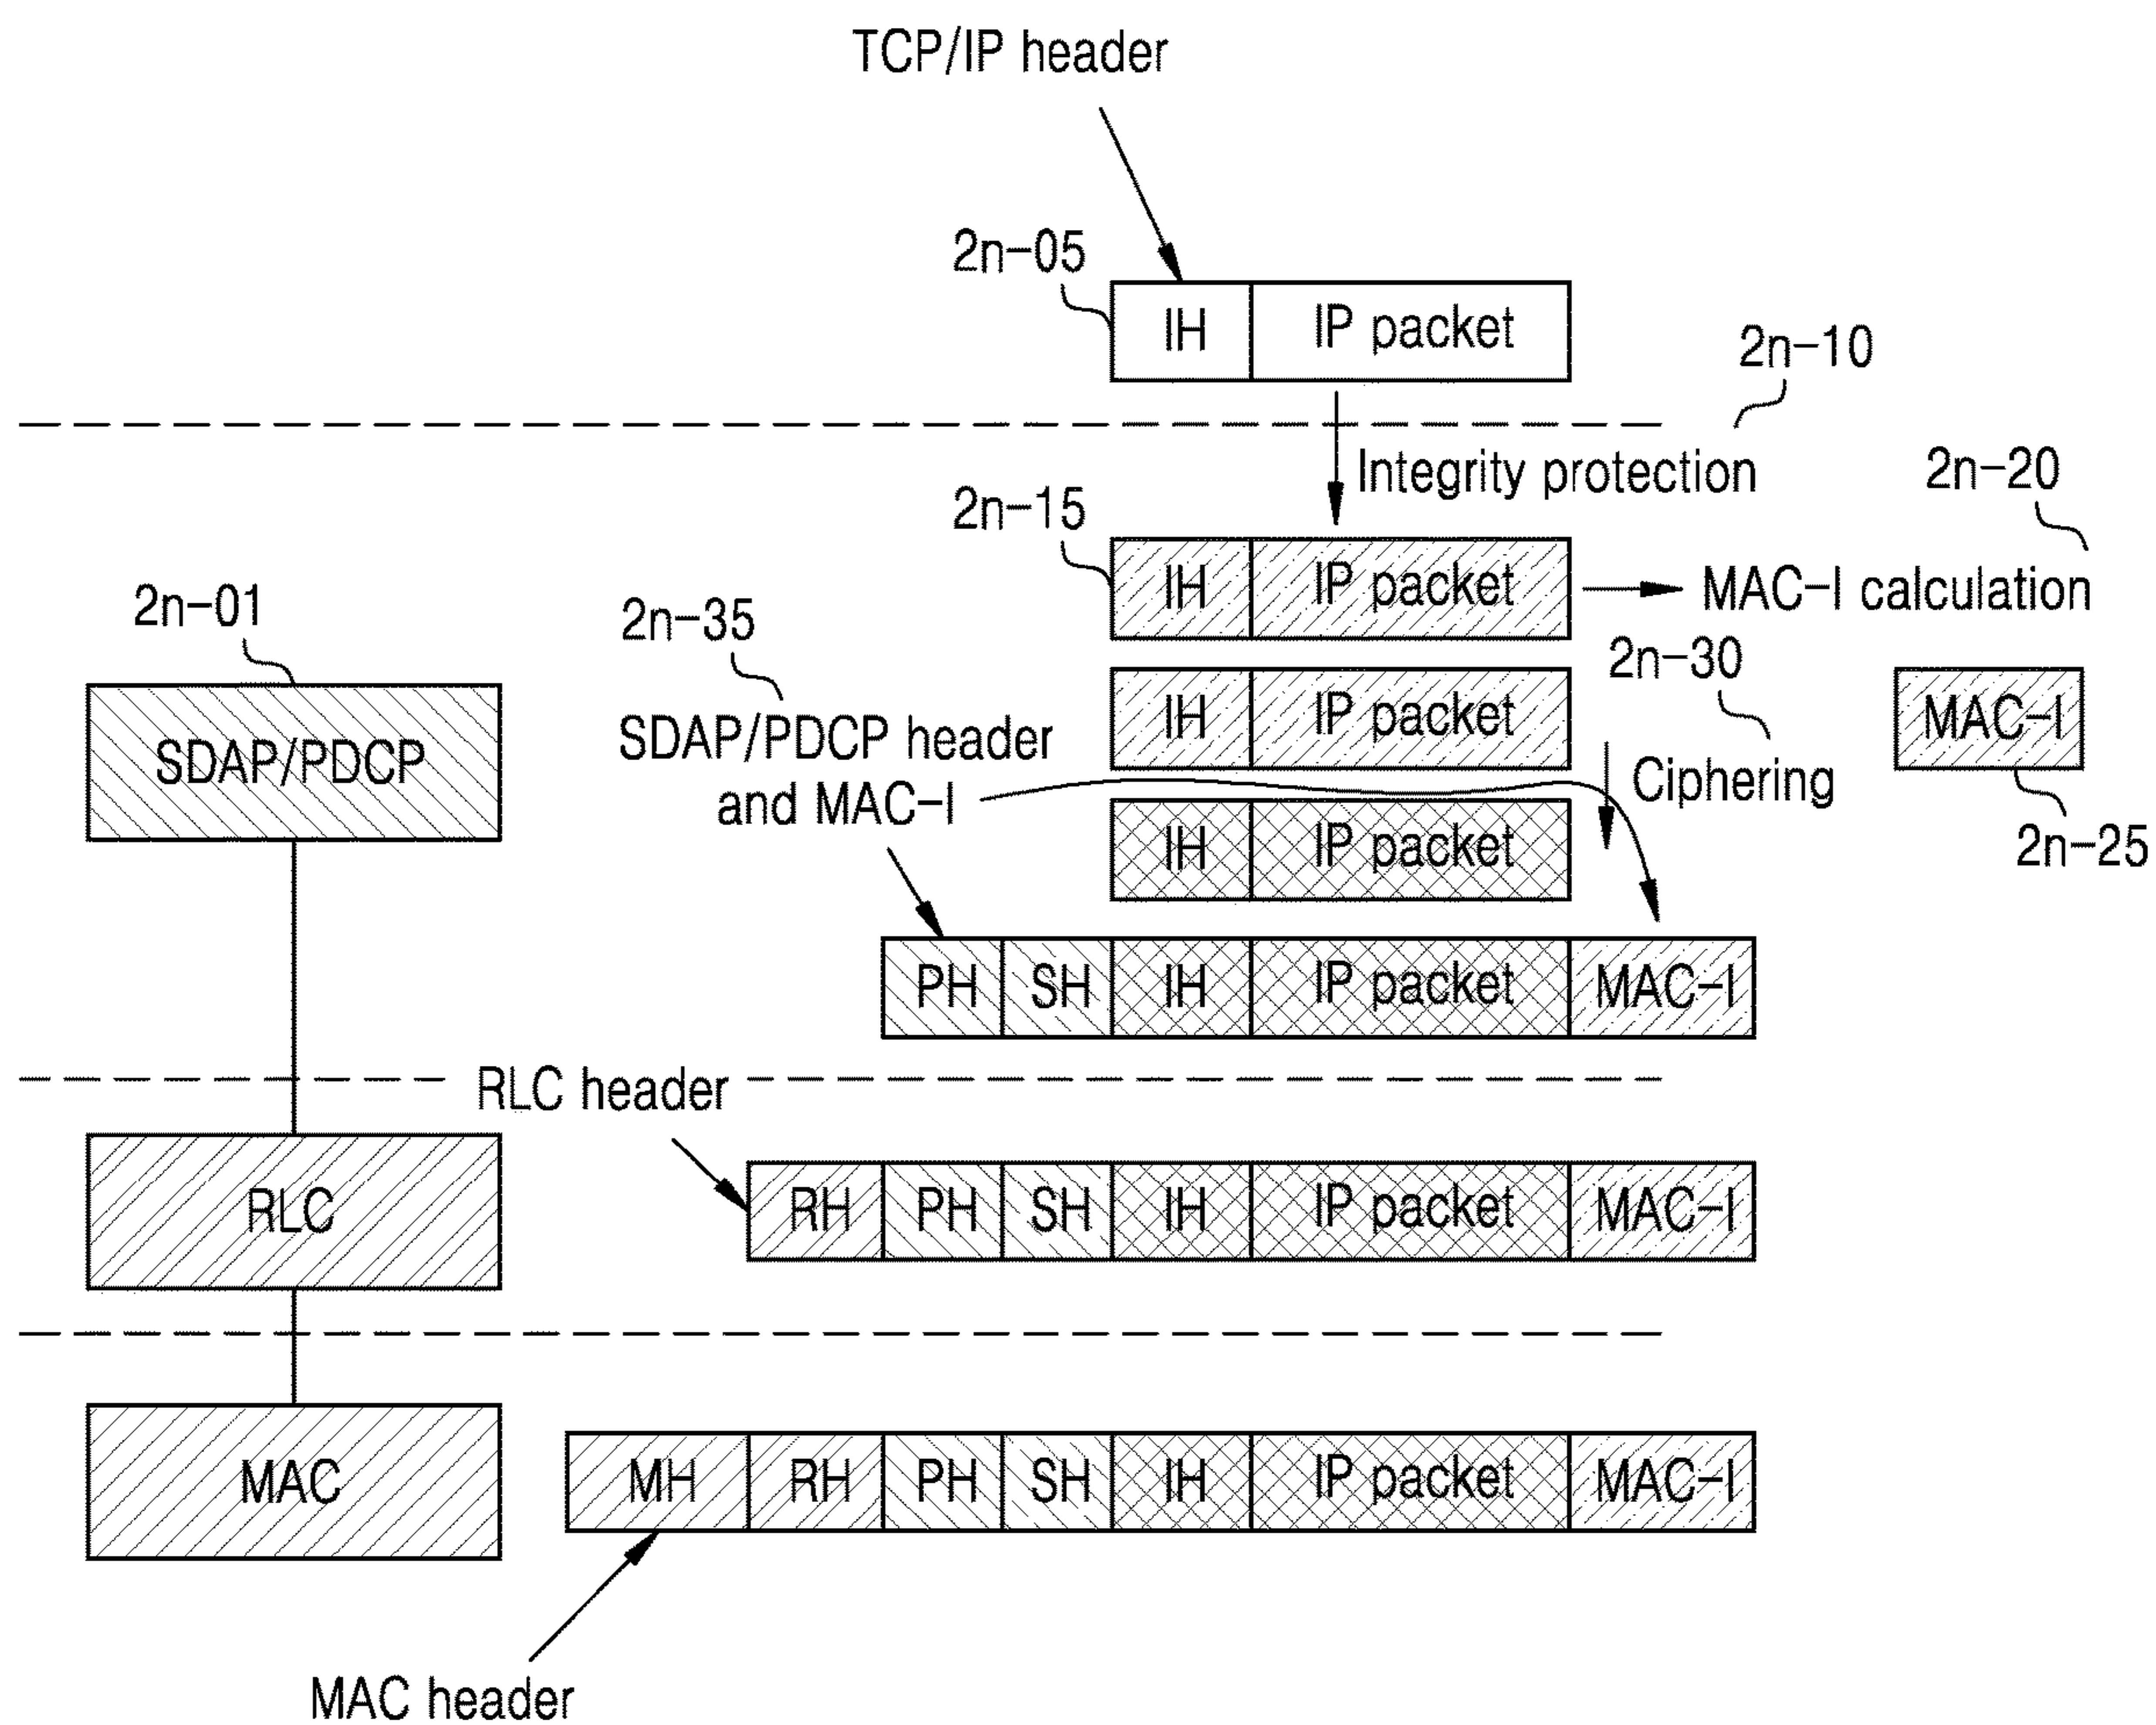 TCP/IP header
2n-05
IH IP packet
2n-10
Integrity protection
2n-20
2n-15
IH IP packet
MAC-I calculation
2n-01
2n-35
2n-30
SDAP/PDCP
SDAP/PDCP header
and MAC-I
IH IP packet
MAC-I
Ciphering
2n-25
IH IP packet
PH SH IH IP packet MAC-I
RLC header
RLC
RH PH SH IH IP packet MAC-I
MAC
MH RH PH SH IH IP packet MAC-I
MAC header